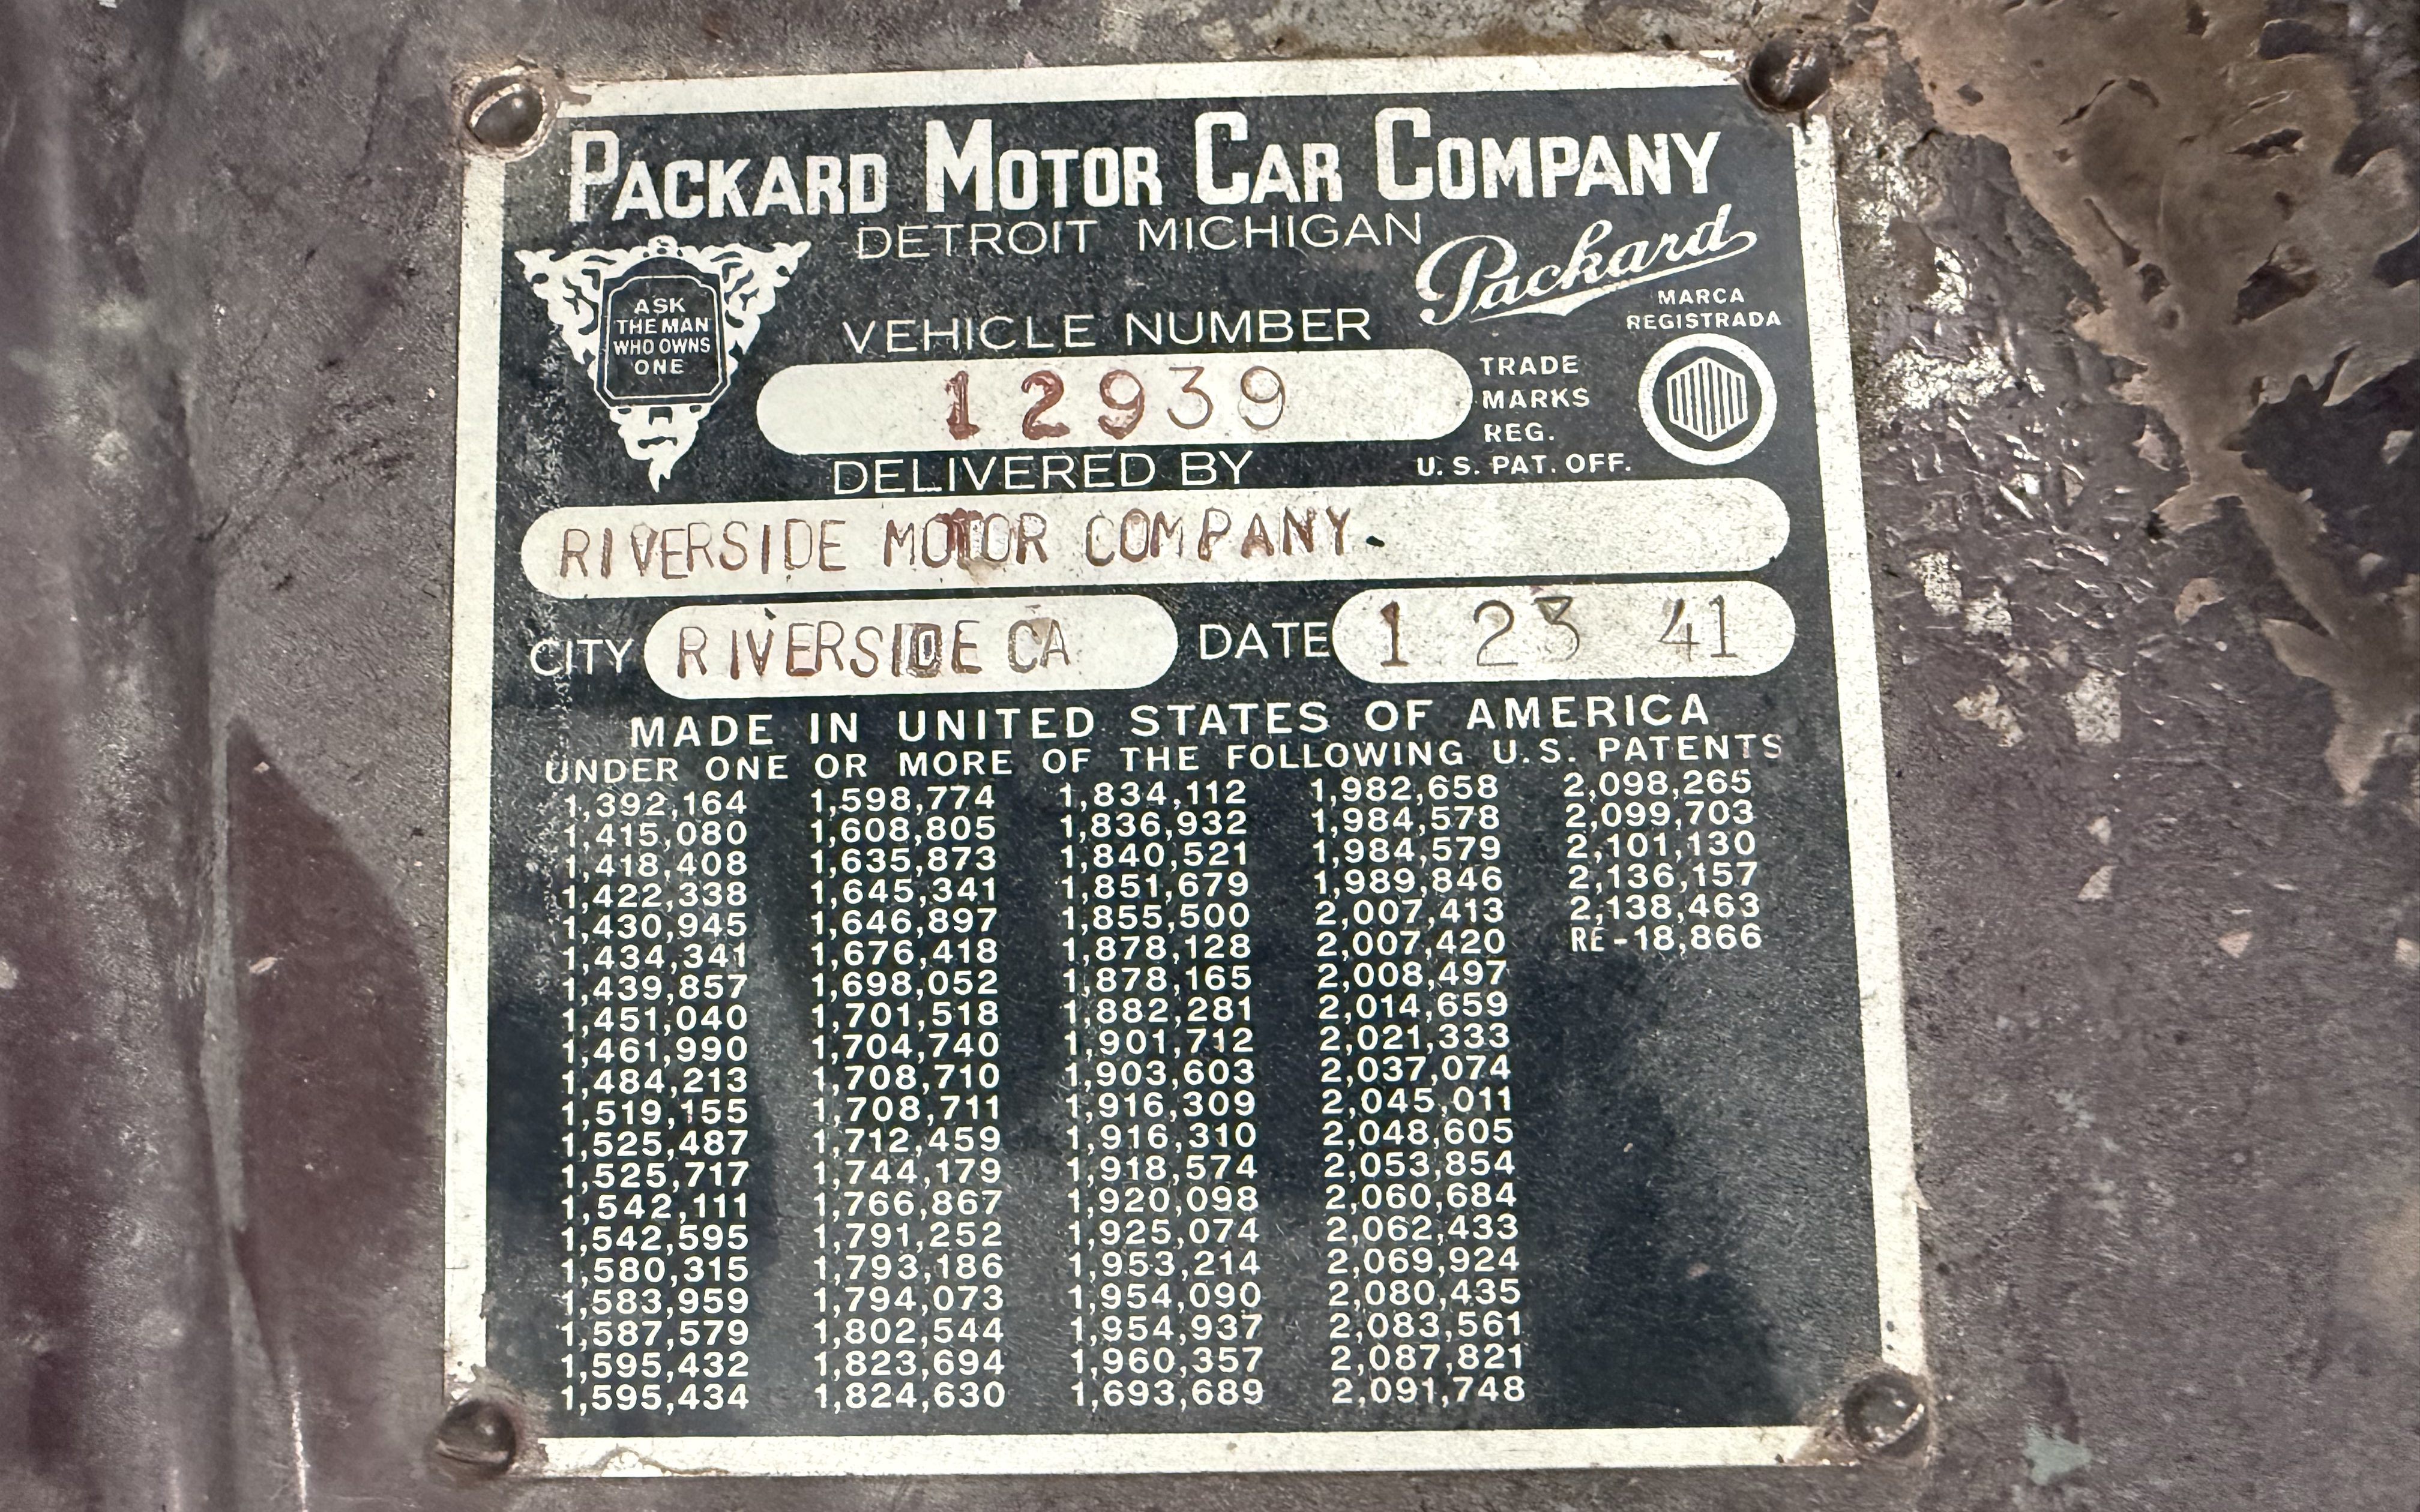 PACKARD MOTOR CAR COMPANY
DETROIT MICHIGAN
Packard
MARCA
REGISTRADA
ASK
THE MAN
WHO OWNS
ONE
VEHICLE NUMBER
12939
TRADE
MARKS
REG.
U. S. PAT. OFF.
DELIVERED BY
RIVERSIDE MOTOR COMPANY.
CITY RIVERSIDE CA DATE 1 23 41
MADE IN UNITED STATES OF AMERICA
UNDER ONE OR MORE OF THE FOLLOWING U.S. PATENTS
1,392,164 1,598,774 1,834,112 1,982,658 2,098,265
1,415,080 1,608,805 1,836,932 1,984,578 2,099,703
1,418,408 1,635,873 1,840,521 1,984,579 2,101,130
1,422,338 1,645,341 1,851,679 1,989,846 2,136,157
1,430,945 1,646,897 1,855,500 2,007,413 2,138,463
1,434,341 1,676,418 1,878,128 2,007,420 RE-18,866
1,439,857 1,698,052 1,878,165 2,008,497
1,451,040 1,701,518 1,882,281 2,014,659
1,461,990 1,704,740 1,901,712 2,021,333
1,484,213 1,708,710 1,903,603 2,037,074
1,519,155 1,708,711 1,916,309 2,045,011
1,525,487 1,712,459 1,916,310 2,048,605
1,525,717 1,744,179 1,918,574 2,053,854
1,542,111 1,766,867 1,920,098 2,060,684
1,542,595 1,791,252 1,925,074 2,062,433
1,580,315 1,793,186 1,953,214 2,069,924
1,583,959 1,794,073 1,954,090 2,080,435
1,587,579 1,802,544 1,954,937 2,083,561
1,595,432 1,823,694 1,960,357 2,087,821
1,595,434 1,824,630 1,693,689 2,091,748